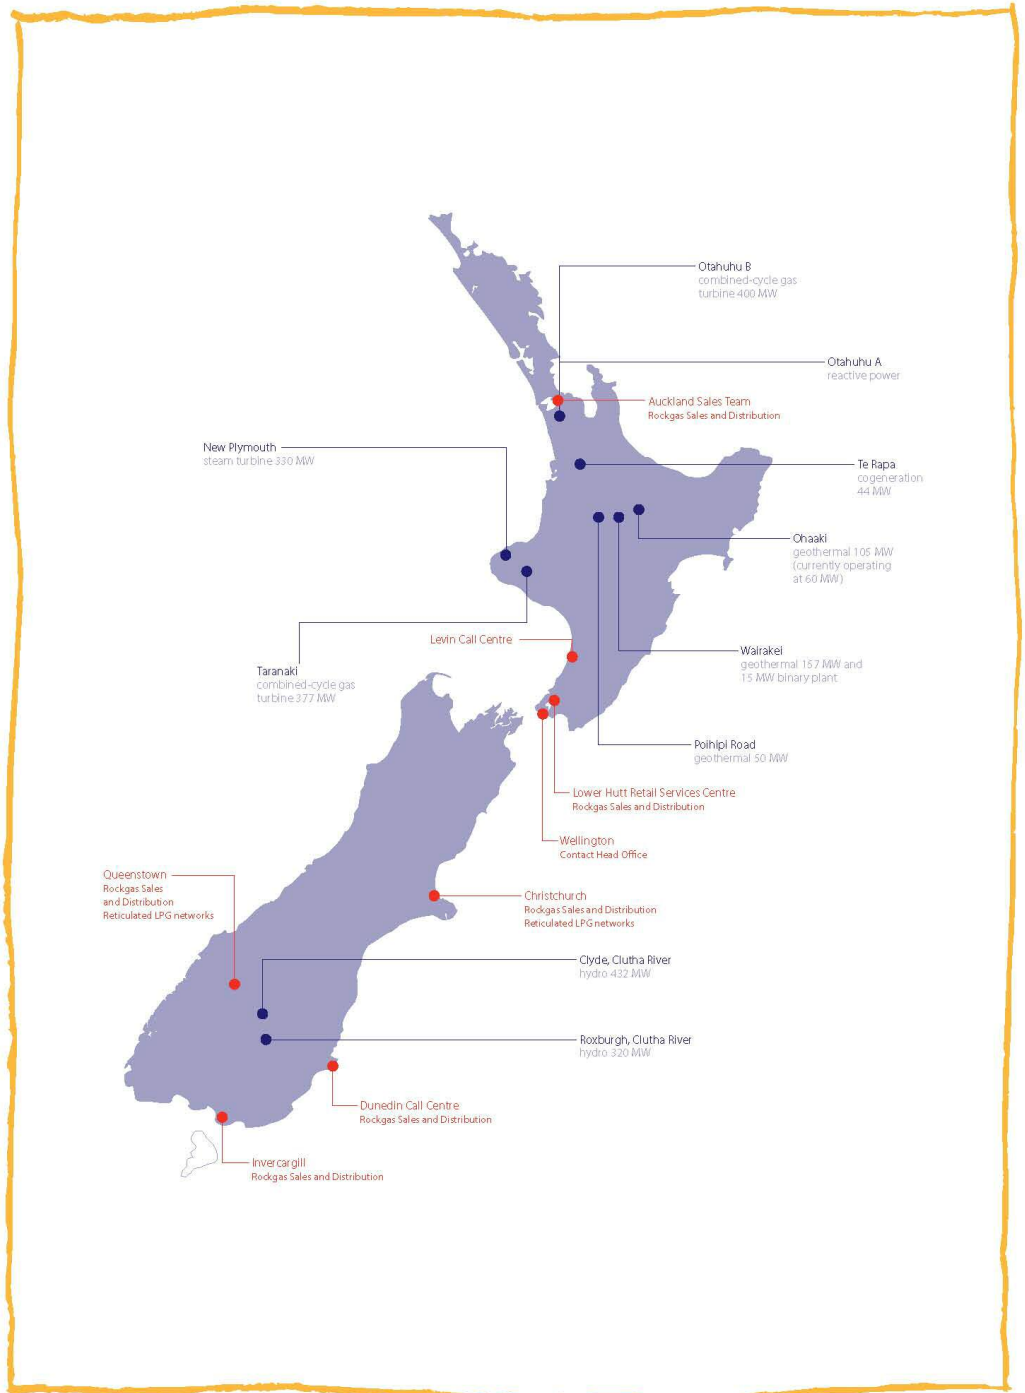 Otahuhu B
combined-cycle gas
turbine 400 MW
Otahuhu A
reactive power
Auckland Sales Team
Rockgas Sales and Distribution
New Plymouth
steam turbine 330 MW
Te Rapa
cogeneration
44 MW
Ohaaki
geothermal 105 MW
(currently operating
at 60 MW)
Levin Call Centre
Wairakei
geothermal 157 MW and
15 MW binary plant
Taranaki
combined-cycle gas
turbine 377 MW
Poihipi Road
geothermal 50 MW
Lower Hutt Retail Services Centre
Rockgas Sales and Distribution
Wellington
Contact Head Office
Queenstown
Rockgas Sales
and Distribution
Reticulated LPG networks
Christchurch
Rockgas Sales and Distribution
Reticulated LPG networks
Clyde, Clutha River
hydro 432 MW
Roxburgh, Clutha River
hydro 320 MW
Dunedin Call Centre
Rockgas Sales and Distribution
Invercargill
Rockgas Sales and Distribution